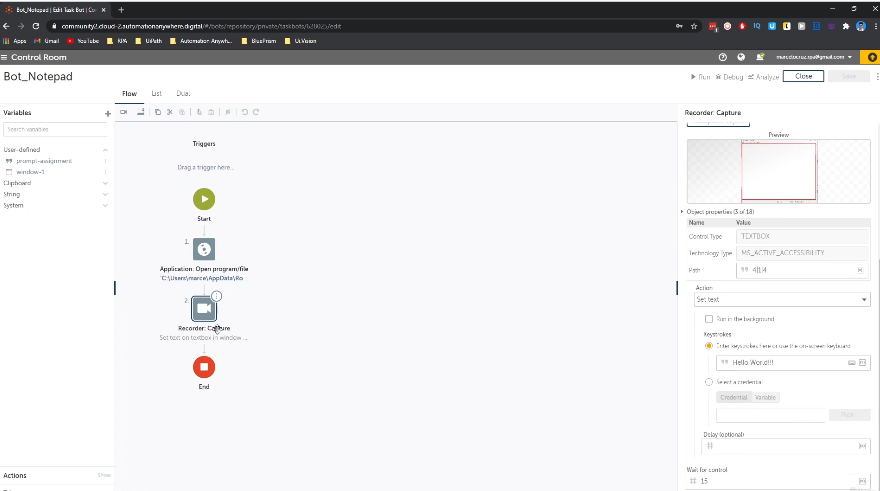 Bot_Notepad | Edit Task Bot | Co
community2.cloud-2.automationanywhere.digital/#/bots/repository/private/taskbots/628025/edit
Apps Gmail YouTube RPA UiPath Automation Anywh... BluePrism Ui.Vision
Control Room
marcelocruz.rpa@gmail.com
Bot_Notepad
Run Debug Analyze Close Save
Flow List Dual
Variables
Search variables
User-defined
prompt-assignment
window-1
Clipboard
String
System
Triggers
Drag a trigger here...
Start
1.
Application: Open program/file
"C:\Users\marce\AppData\Ro
2.
Recorder: Capture
Set text on textbox in window ...
End
Actions
Recorder: Capture
Preview
Object properties (3 of 18)
Name Value
Control Type TEXTBOX
Technology Type MS_ACTIVE_ACCESSIBILITY
Path 4|1|4
Action
Set text
Run in the background
Keystrokes
Enter keystrokes here or use the on-screen keyboard
Hello World!!!
Select a credential
Credential Variable
Pick...
Delay (optional)
Wait for control
15